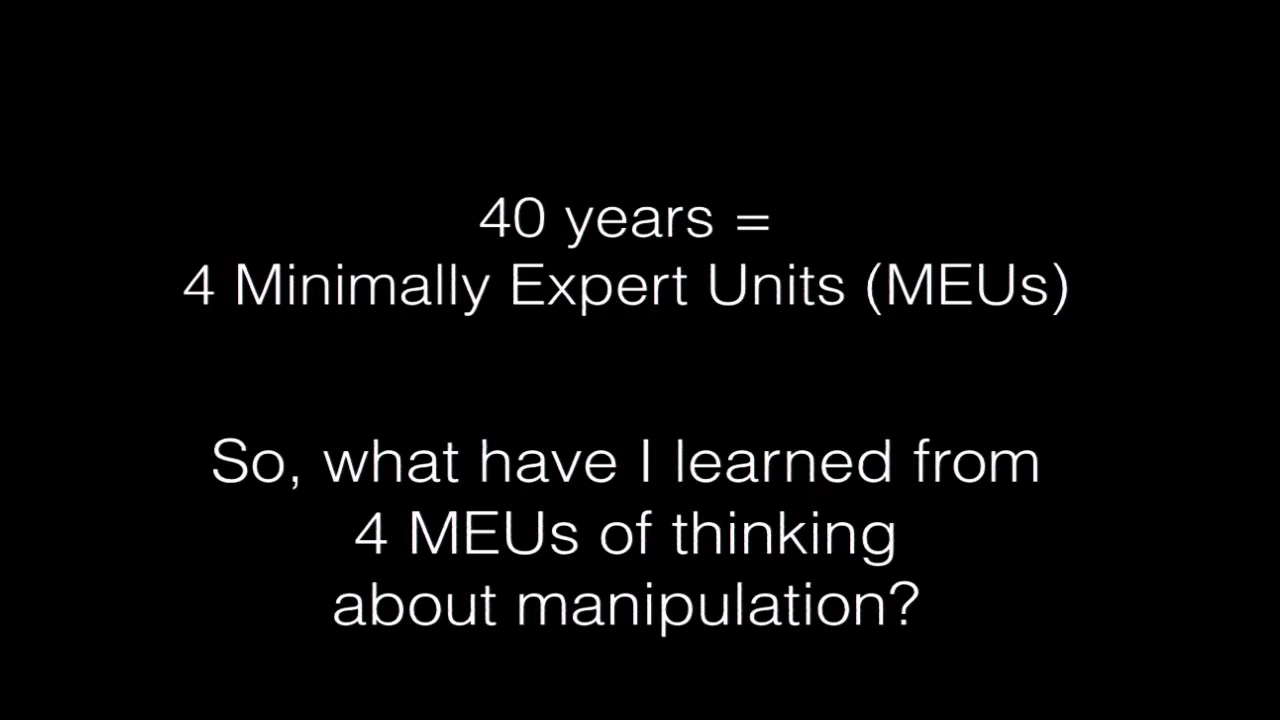 40 years =
4 Minimally Expert Units (MEUs)
So, what have I learned from
4 MEUs of thinking
about manipulation?